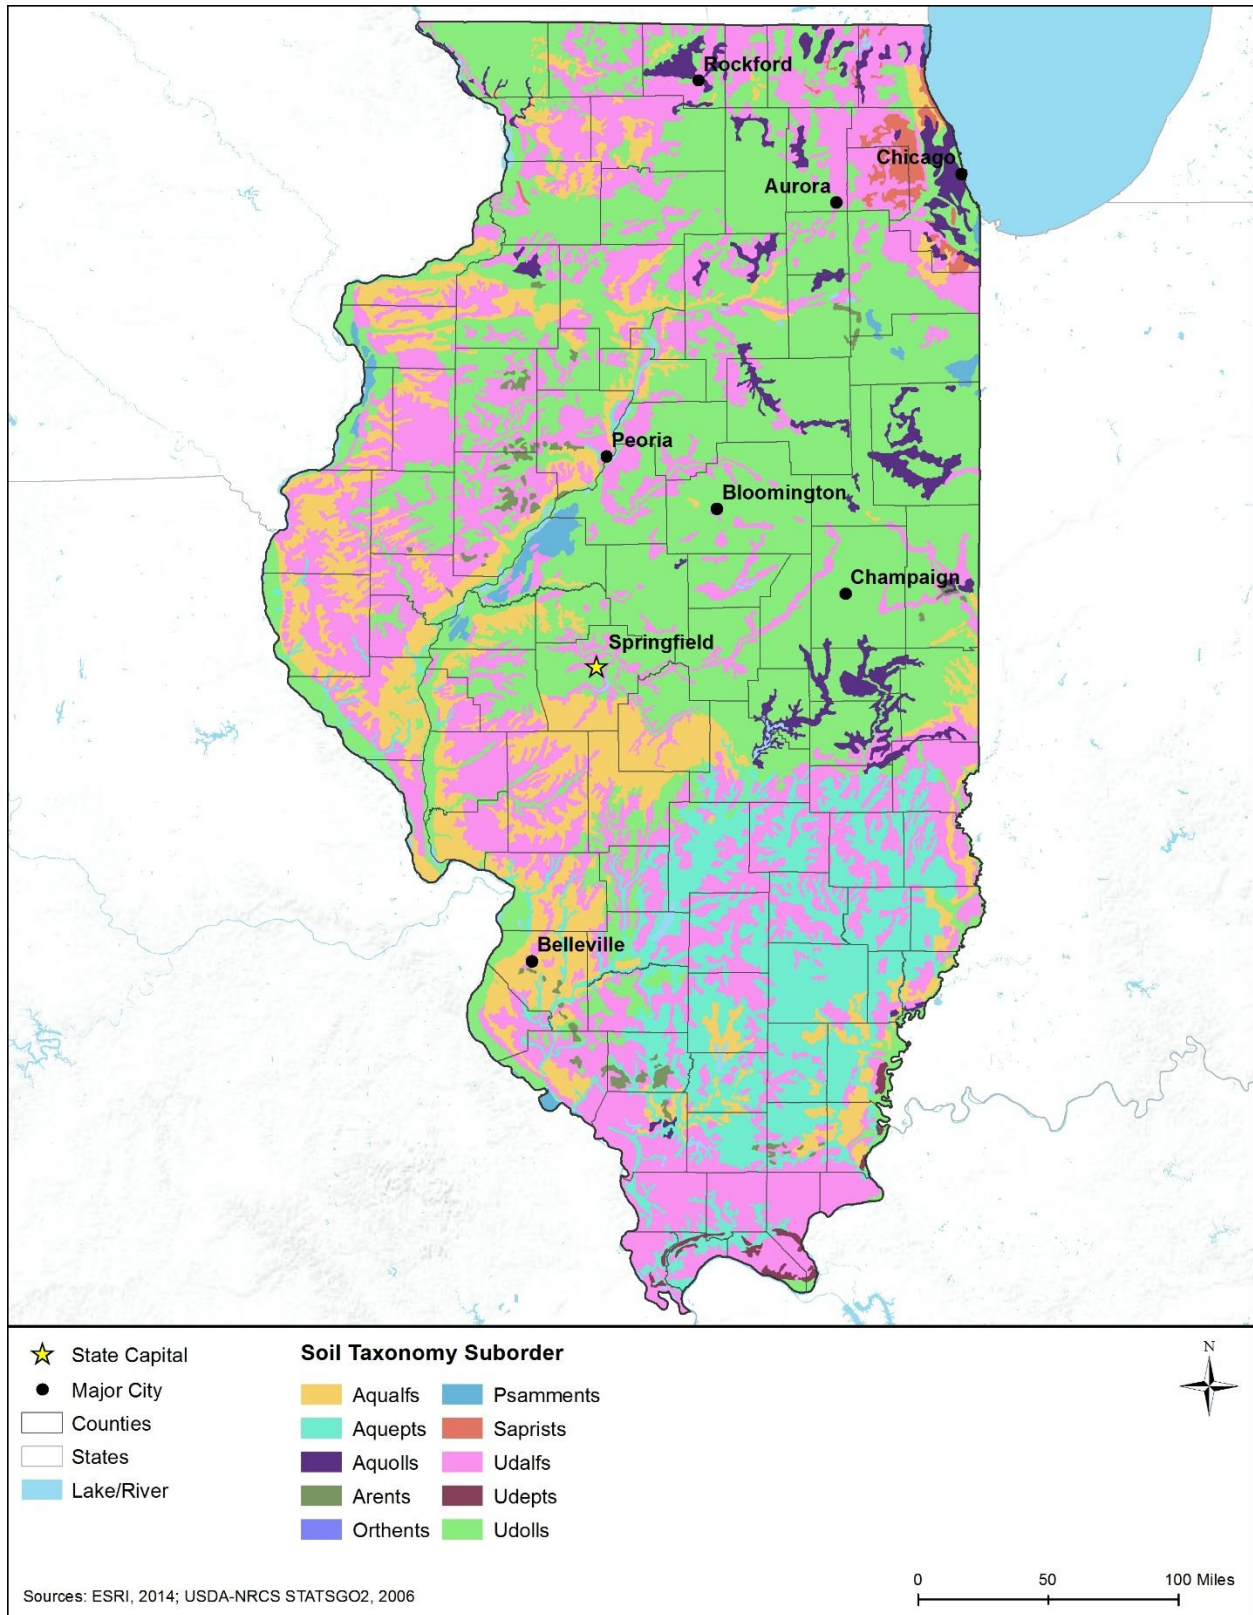 Rockford
Chicago
Aurora
Peoria
Bloomington
Champaign
Springfield
Belleville
State Capital
Major City
Counties
States
Lake/River
Soil Taxonomy Suborder
Aqualfs
Aquepts
Aquolls
Arents
Orthents
Psamments
Saprists
Udalfs
Udepts
Udolls
N
0 50 100 Miles
Sources: ESRI, 2014; USDA-NRCS STATSGO2, 2006